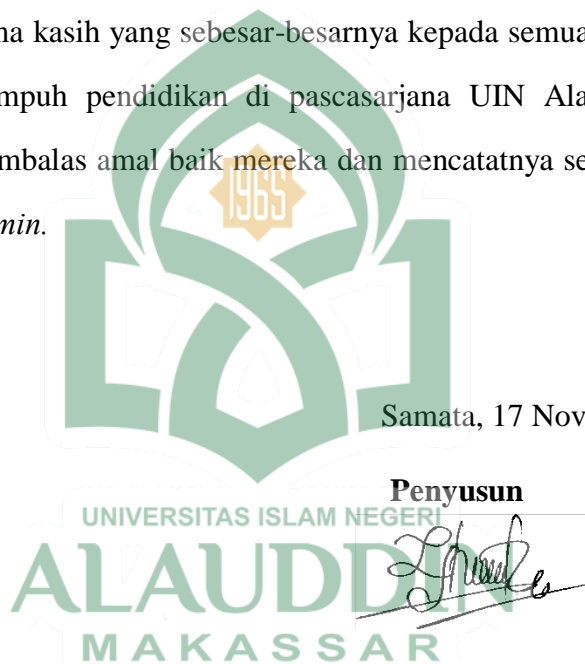 na kasih yang sebesar-besarnya kepada semua
mpuh pendidikan di pascasarjana UIN Ala
mbalas amal baik mereka dan mencatatnya se
min.
1965
Samata, 17 Nov
Penyusun
UNIVERSITAS ISLAM NEGERI
ALAUDDIN
MAKASSAR